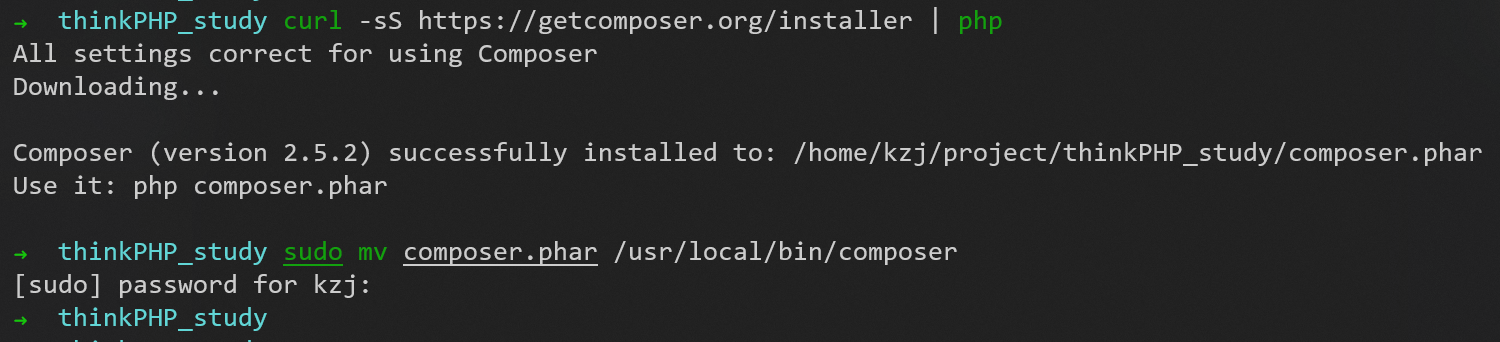 → thinkPHP_study curl -sS https://getcomposer.org/installer | php
All settings correct for using Composer
Downloading...
Composer (version 2.5.2) successfully installed to: /home/kzj/project/thinkPHP_study/composer.phar
Use it: php composer.phar
→ thinkPHP_study sudo mv composer.phar /usr/local/bin/composer
[sudo] password for kzj:
→ thinkPHP_study